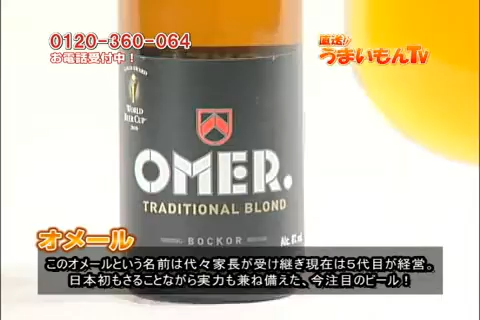 0120-360-064
お電話受付中！
直送！
うまいもんTV
WORLD
BEER CUP
OMER.
TRADITIONAL BLOND
BOCKOR
オメール
このオメールという名前は代々家長が受け継ぎ現在は５代目が経営。
日本初もさることながら実力も兼ね備えた、今注目のビール！